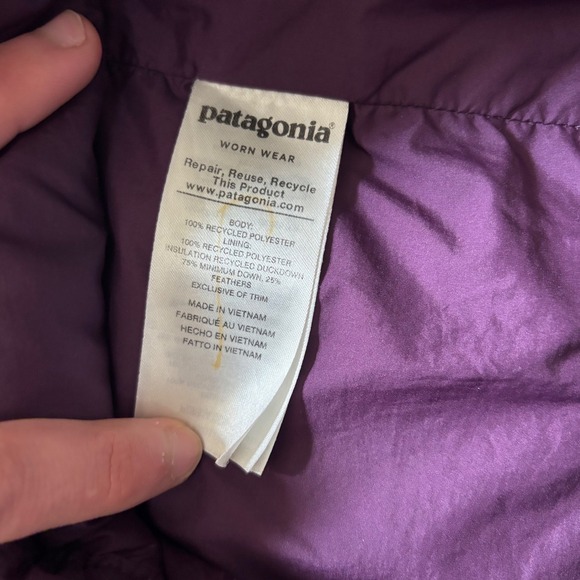 patagonia®
WORN WEAR
Repair, Reuse, Recycle
This Product
www.patagonia.com
BODY:
100% RECYCLED POLYESTER
LINING:
100% RECYCLED POLYESTER
INSULATION RECYCLED DUCKDOWN
75% MINIMUM DOWN, 25%
FEATHERS
EXCLUSIVE OF TRIM
MADE IN VIETNAM
FABRIQUÉ AU VIETNAM
HECHO EN VIETNAM
FATTO IN VIETNAM